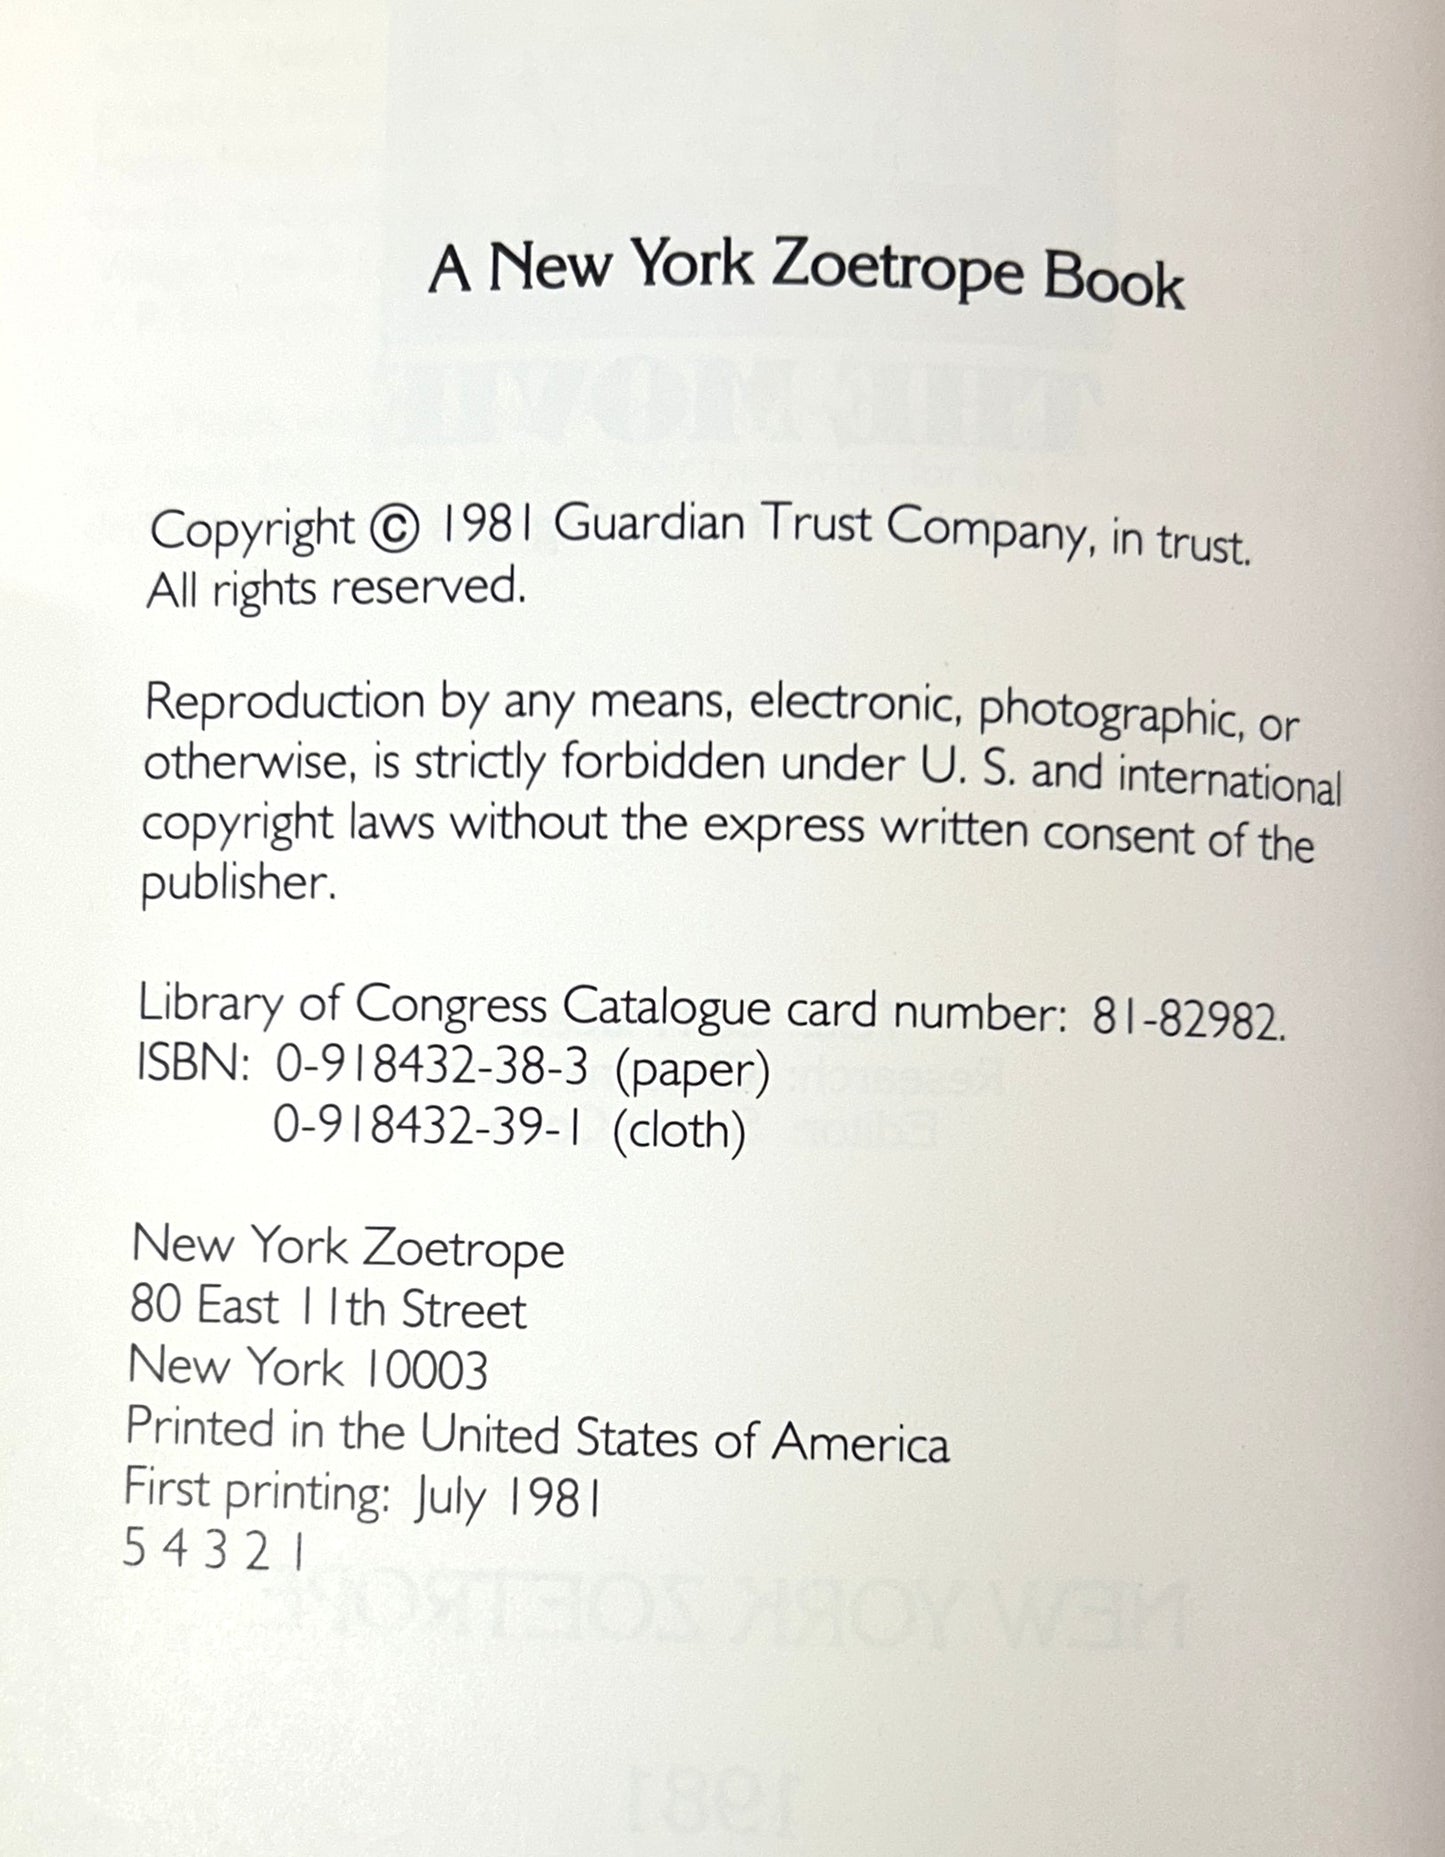 A New York Zoetrope Book
Copyright © 1981 Guardian Trust Company, in trust.
All rights reserved.
Reproduction by any means, electronic, photographic, or
otherwise, is strictly forbidden under U. S. and international
copyright laws without the express written consent of the
publisher.
Library of Congress Catalogue card number: 81-82982.
ISBN: 0-918432-38-3 (paper)
0-918432-39-1 (cloth)
New York Zoetrope
80 East 11th Street
New York 10003
Printed in the United States of America
First printing: July 1981
5 4 3 2 1
NEW YORK ZOETROPE
1981